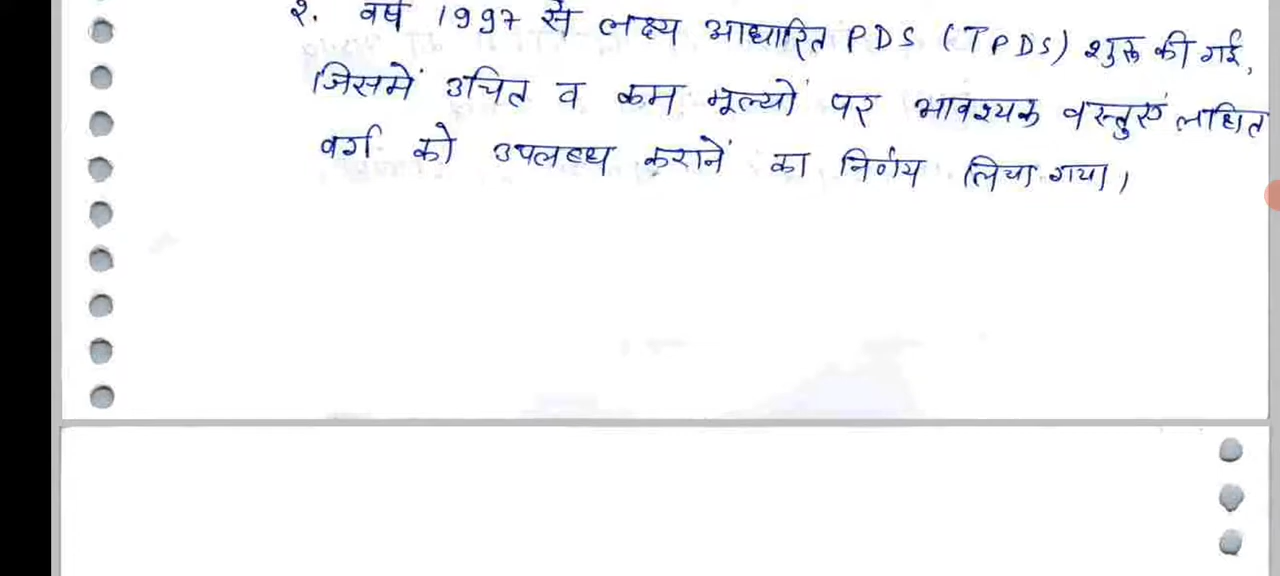 २. वर्ष 1997 से लक्ष्य आधारित PDS (TPDS) शुरू की गई,
जिसमें उचित व कम मूल्यों पर आवश्यक वस्तुएं लक्षित
वर्ग को उपलब्ध करानें का निर्णय लिया गया।